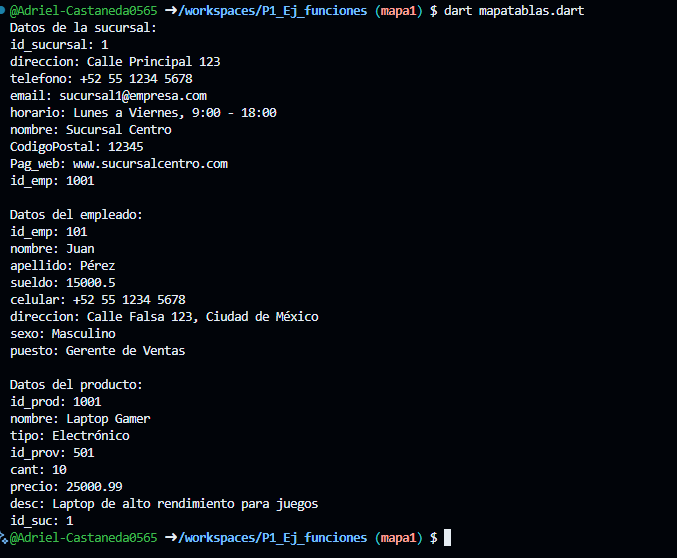 @Adriel-Castaneda0565 ➜/workspaces/P1_Ej_funciones (mapa1) $ dart mapatablas.dart
Datos de la sucursal:
id_sucursal: 1
direccion: Calle Principal 123
telefono: +52 55 1234 5678
email: sucursal1@empresa.com
horario: Lunes a Viernes, 9:00 - 18:00
nombre: Sucursal Centro
CodigoPostal: 12345
Pag_web: www.sucursalcentro.com
id_emp: 1001

Datos del empleado:
id_emp: 101
nombre: Juan
apellido: Pérez
sueldo: 15000.5
celular: +52 55 1234 5678
direccion: Calle Falsa 123, Ciudad de México
sexo: Masculino
puesto: Gerente de Ventas

Datos del producto:
id_prod: 1001
nombre: Laptop Gamer
tipo: Electrónico
id_prov: 501
cant: 10
precio: 25000.99
desc: Laptop de alto rendimiento para juegos
id_suc: 1
@Adriel-Castaneda0565 ➜/workspaces/P1_Ej_funciones (mapa1) $